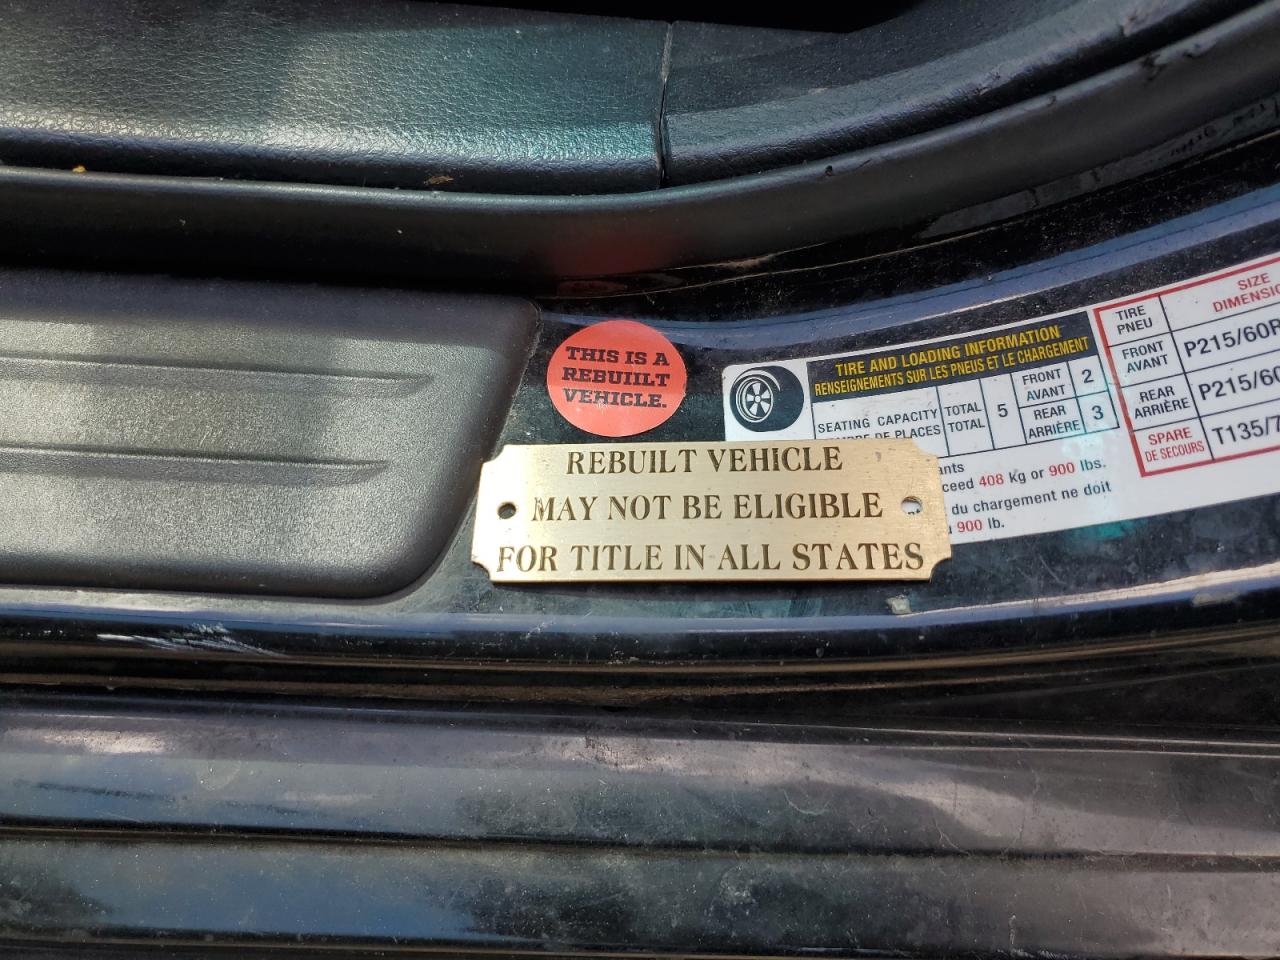 THIS IS A
REBUIILT
VEHICLE.
REBUILT VEHICLE
MAY NOT BE ELIGIBLE
FOR TITLE IN ALL STATES
TIRE AND LOADING INFORMATION
RENSEIGNEMENTS SUR LES PNEUS ET LE CHARGEMENT
SEATING CAPACITY
DE PLACES
TOTAL
TOTAL
5
FRONT
AVANT
2
REAR
ARRIÈRE
3
ants
ceed 408 kg or 900 lbs.
du chargement ne doit
900 lb.
TIRE
PNEU
SIZE
DIMENSIO
FRONT
AVANT
P215/60R
REAR
ARRIÈRE
P215/60
SPARE
DE SECOURS
T135/7